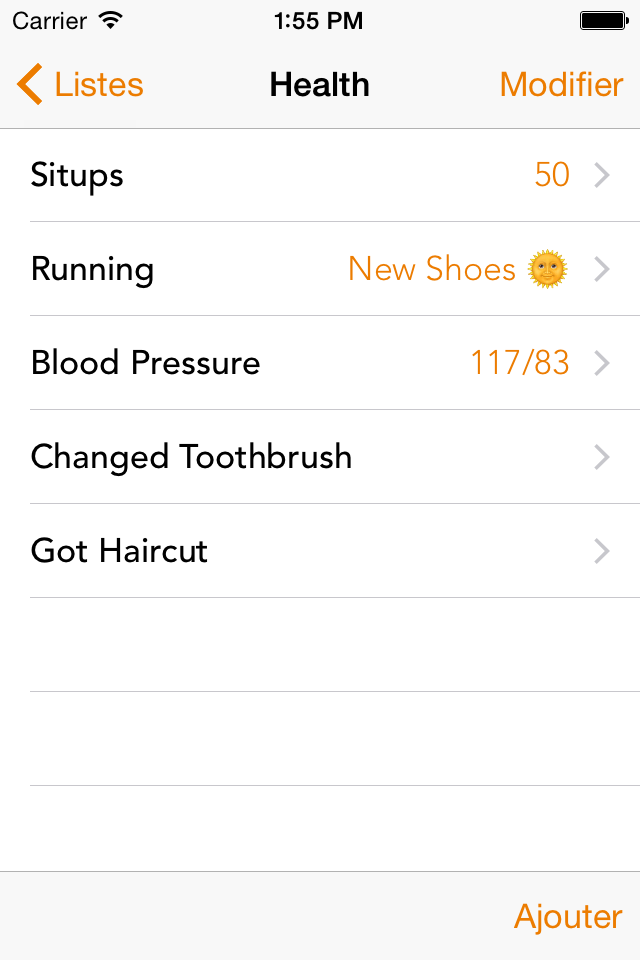 Carrier 1:55 PM
Listes Health Modifier
Situps 50
Running New Shoes 🌞
Blood Pressure 117/83
Changed Toothbrush
Got Haircut
Ajouter